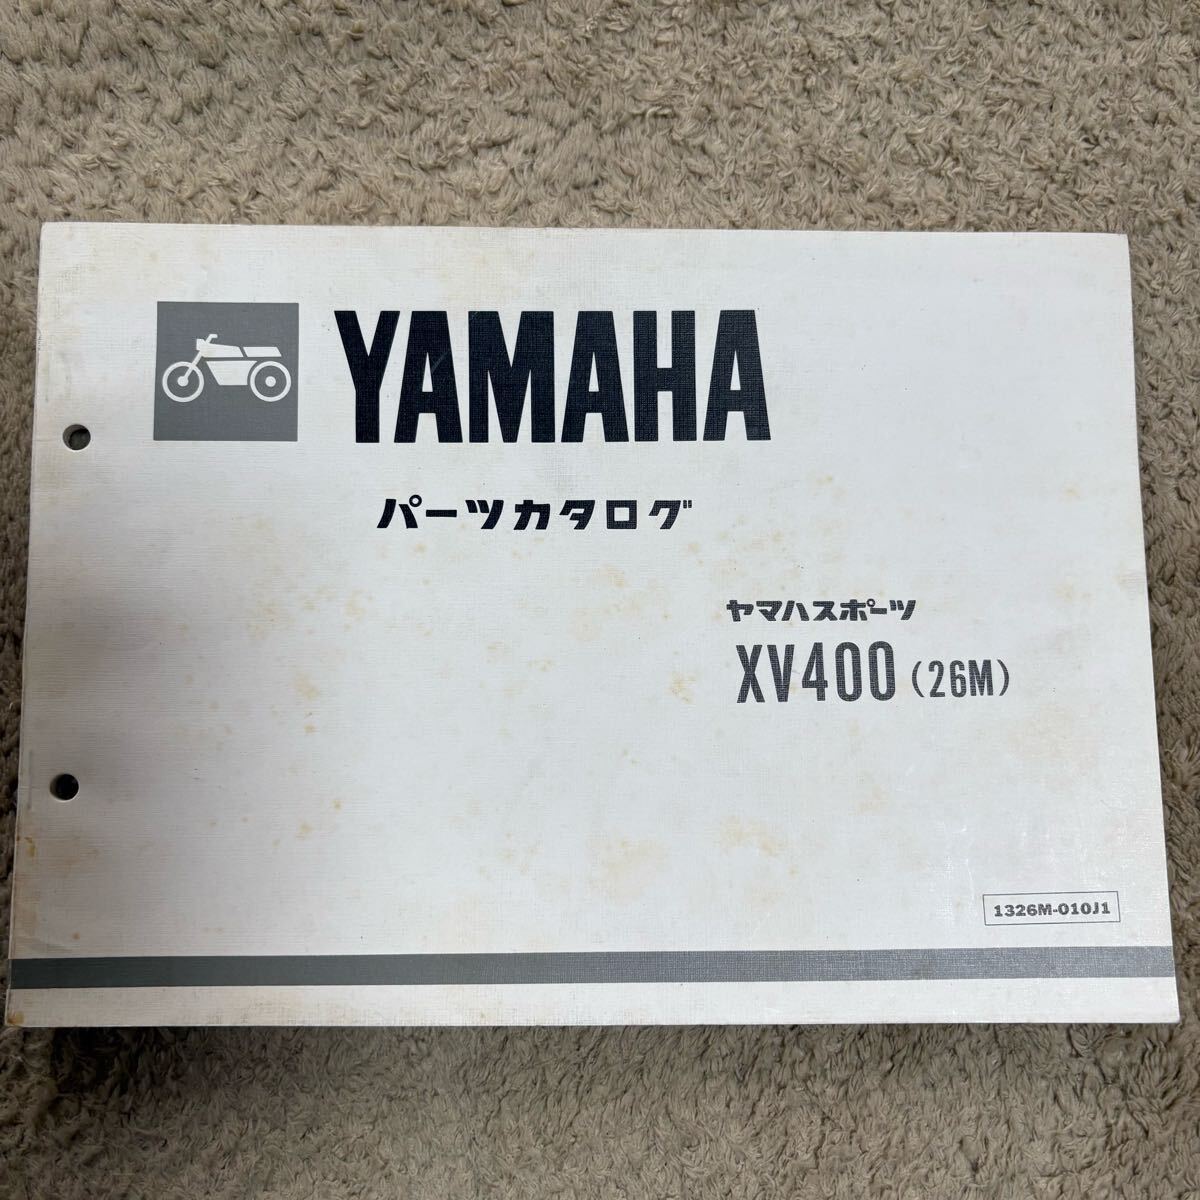 YAMAHA
パーツカタログ
ヤマハスポーツ
XV400 (26M)
1326M-010J1